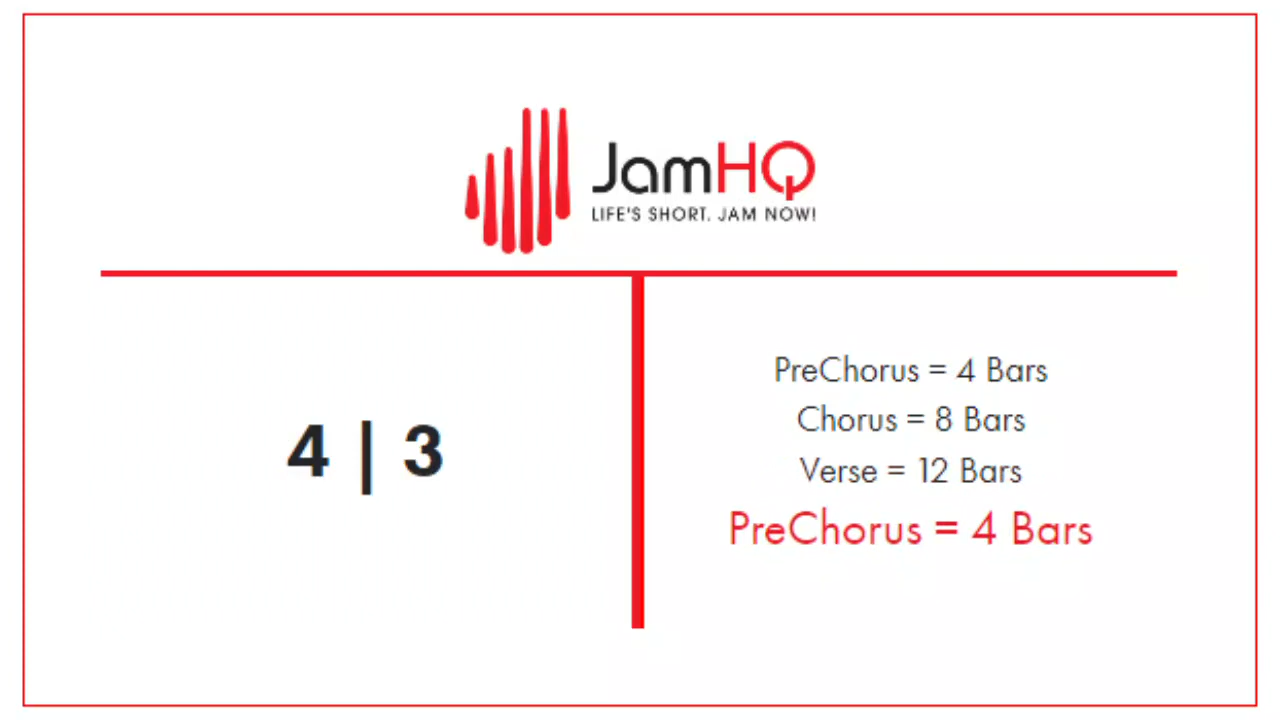 JamHQ
LIFE'S SHORT. JAM NOW!
4 | 3
PreChorus = 4 Bars
Chorus = 8 Bars
Verse = 12 Bars
PreChorus = 4 Bars